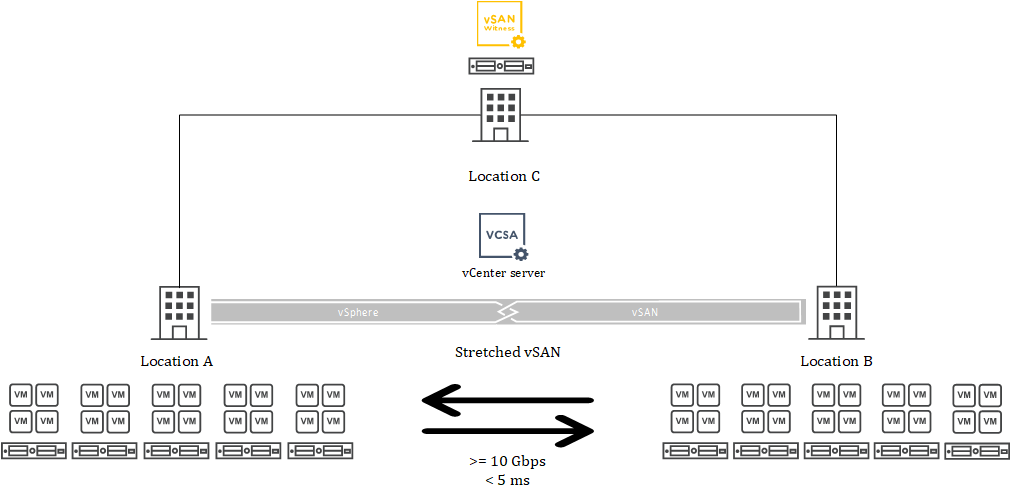 vSAN
Witness
Location C
VCSA
vCenter server
vSphere
vSAN
Location A
Stretched vSAN
Location B
VM VM VM VM VM VM VM VM VM VM
VM VM VM VM VM VM VM VM VM VM
VM VM VM VM VM VM VM VM VM VM
VM VM VM VM VM VM VM VM VM VM
>= 10 Gbps
< 5 ms